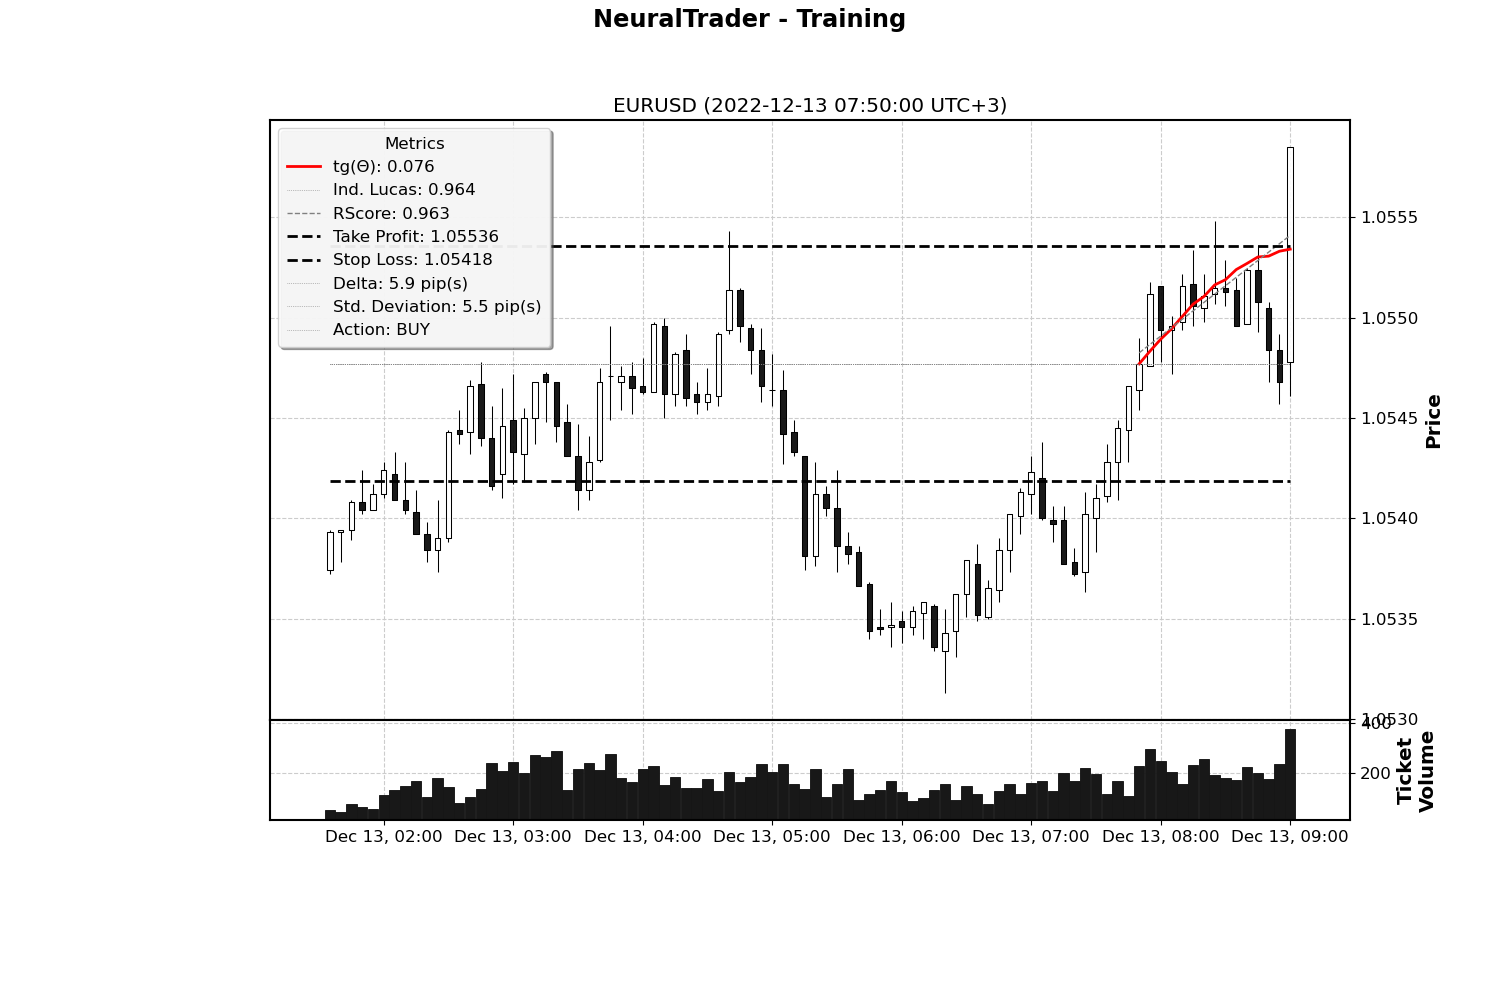 NeuralTrader - Training
EURUSD (2022-12-13 07:50:00 UTC+3)
Metrics
tg(Θ): 0.076
Ind. Lucas: 0.964
RScore: 0.963
Take Profit: 1.05536
Stop Loss: 1.05418
Delta: 5.9 pip(s)
Std. Deviation: 5.5 pip(s)
Action: BUY
1.0555
1.0550
1.0545
1.0540
1.0535
1.0530
Price
400
200
Ticket
Volume
Dec 13, 02:00 Dec 13, 03:00 Dec 13, 04:00 Dec 13, 05:00 Dec 13, 06:00 Dec 13, 07:00 Dec 13, 08:00 Dec 13, 09:00